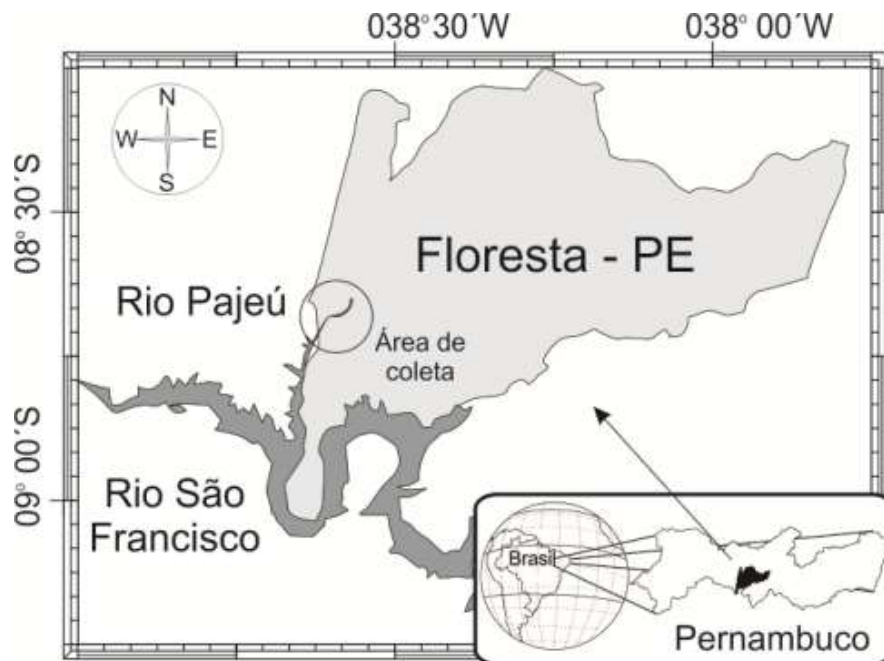 038° 30´W
038° 00´W
N
W E
S
08° 30´S
Floresta - PE
Rio Pajeú
Área de
coleta
09° 00´S
Rio São
Francisco
Brasil
Pernambuco